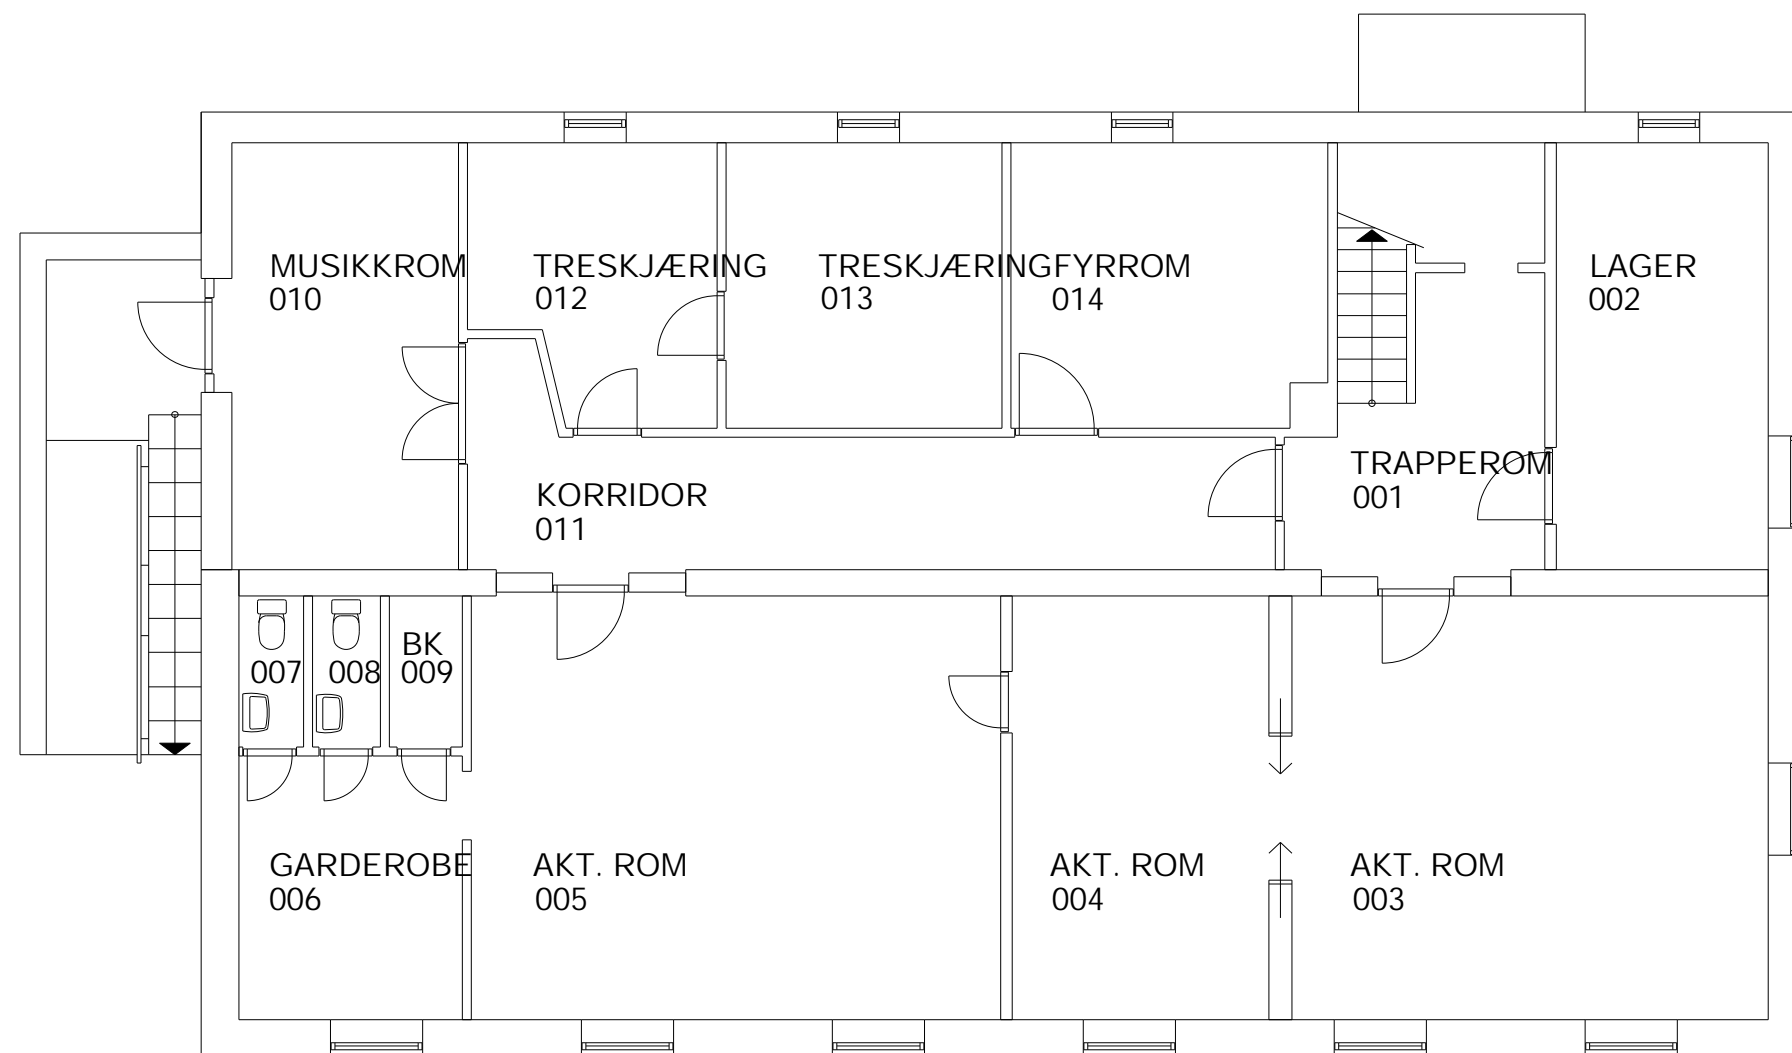 MUSIKKROM
010
TRESKJÆRING
012
TRESKJÆRING
013
FYRROM
014
LAGER
002
TRAPPEROM
001
KORRIDOR
011
007
008
BK
009
GARDEROBE
006
AKT. ROM
005
AKT. ROM
004
AKT. ROM
003